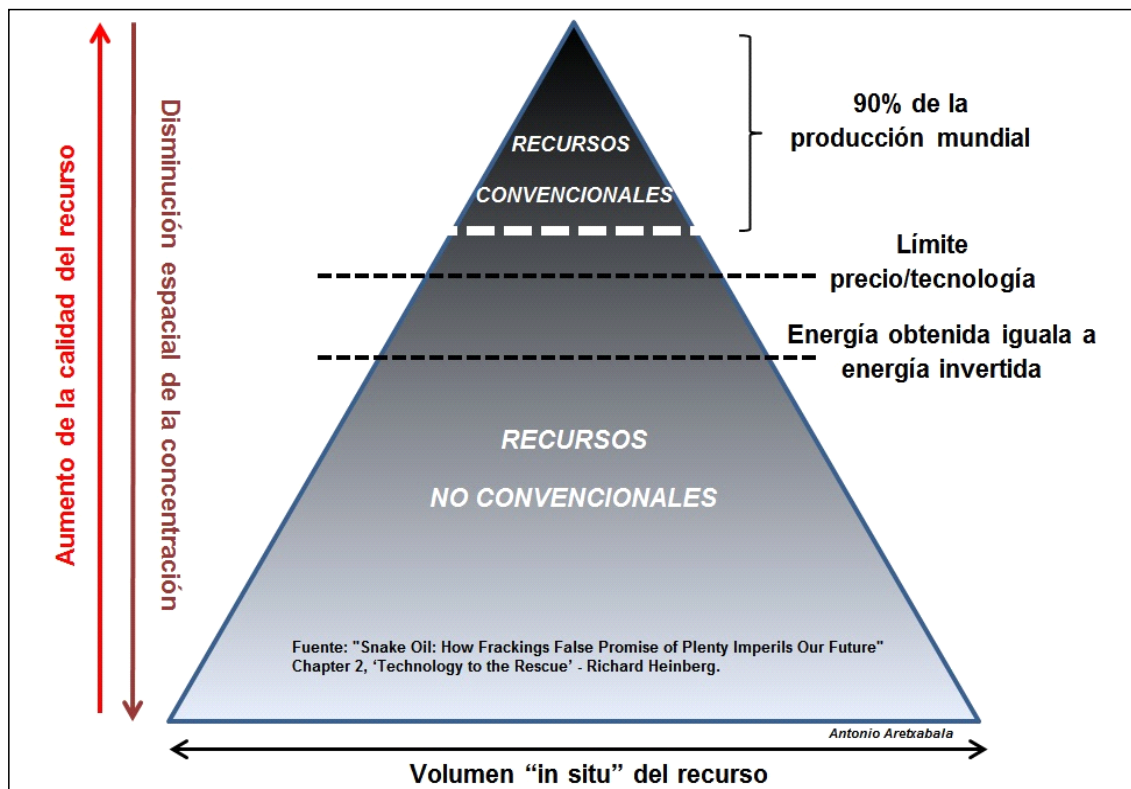 Aumento de la calidad del recurso
Disminución espacial de la concentración
RECURSOS
CONVENCIONALES
90% de la
producción mundial
Límite
precio/tecnología
Energía obtenida iguala a
energía invertida
RECURSOS
NO CONVENCIONALES
Fuente: "Snake Oil: How Frackings False Promise of Plenty Imperils Our Future"
Chapter 2, ‘Technology to the Rescue’ - Richard Heinberg.
Antonio Aretxabala
Volumen “in situ” del recurso